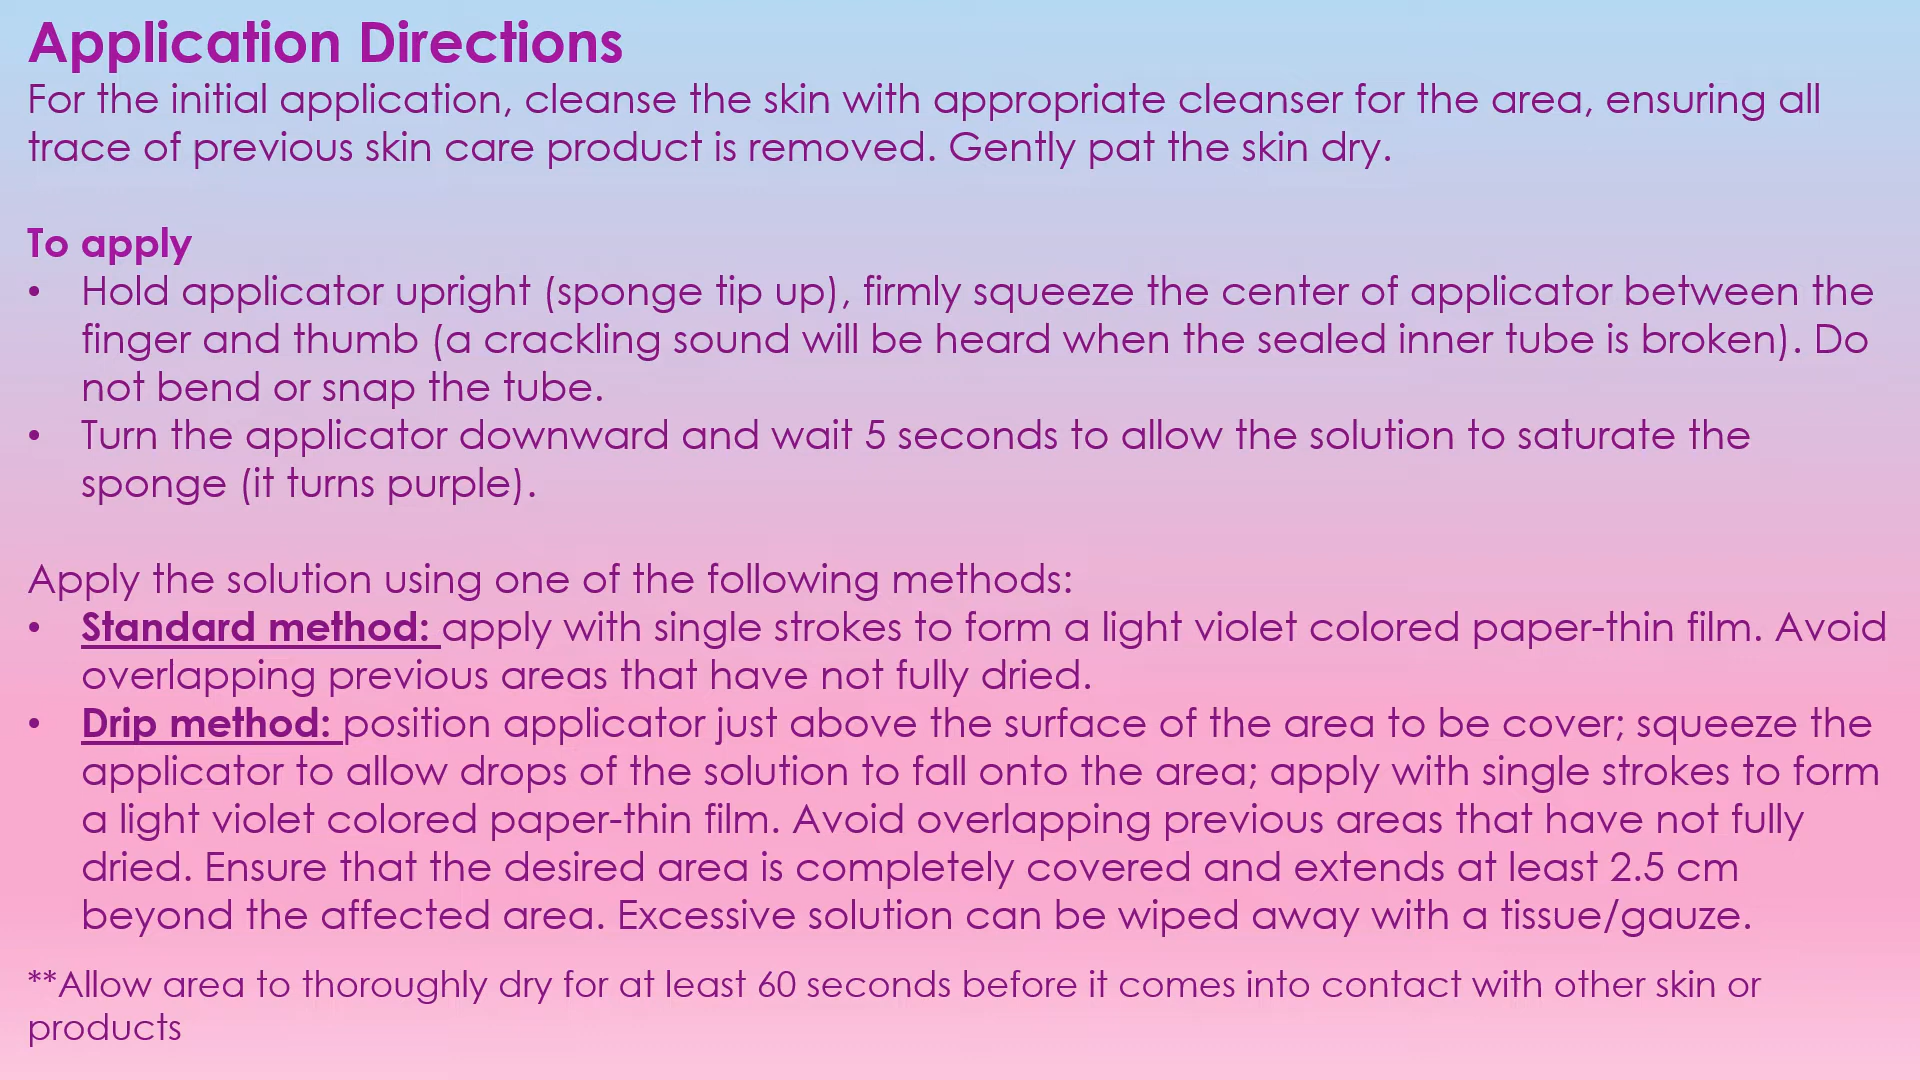 Application Directions
For the initial application, cleanse the skin with appropriate cleanser for the area, ensuring all
trace of previous skin care product is removed. Gently pat the skin dry.
To apply
• Hold applicator upright (sponge tip up), firmly squeeze the center of applicator between the
finger and thumb (a crackling sound will be heard when the sealed inner tube is broken). Do
not bend or snap the tube.
• Turn the applicator downward and wait 5 seconds to allow the solution to saturate the
sponge (it turns purple).
Apply the solution using one of the following methods:
• Standard method: apply with single strokes to form a light violet colored paper-thin film. Avoid
overlapping previous areas that have not fully dried.
• Drip method: position applicator just above the surface of the area to be cover; squeeze the
applicator to allow drops of the solution to fall onto the area; apply with single strokes to form
a light violet colored paper-thin film. Avoid overlapping previous areas that have not fully
dried. Ensure that the desired area is completely covered and extends at least 2.5 cm
beyond the affected area. Excessive solution can be wiped away with a tissue/gauze.
**Allow area to thoroughly dry for at least 60 seconds before it comes into contact with other skin or
products